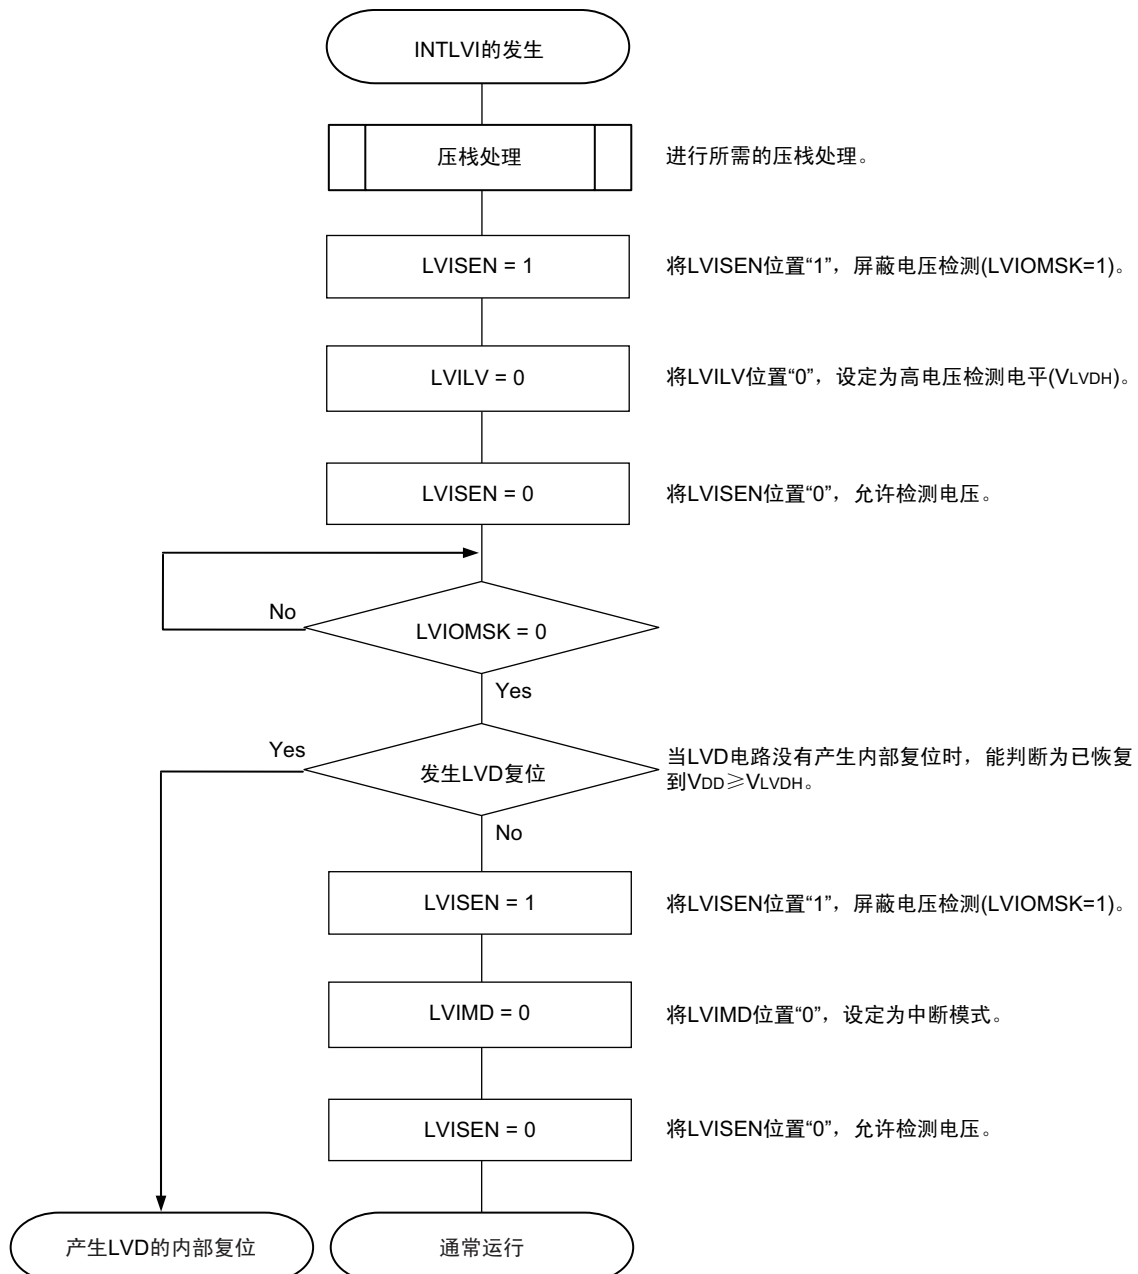 INTLVI的发生
压栈处理
进行所需的压栈处理。
LVISEN = 1
将LVISEN位置“1”，屏蔽电压检测(LVIOMSK=1)。
LVILV = 0
将LVILV位置“0”，设定为高电压检测电平(VLVDH)。
LVISEN = 0
将LVISEN位置“0”，允许检测电压。
No
LVIOMSK = 0
Yes
Yes
发生LVD复位
当LVD电路没有产生内部复位时，能判断为已恢复
到VDD≥VLVDH。
No
LVISEN = 1
将LVISEN位置“1”，屏蔽电压检测(LVIOMSK=1)。
LVIMD = 0
将LVIMD位置“0”，设定为中断模式。
LVISEN = 0
将LVISEN位置“0”，允许检测电压。
产生LVD的内部复位
通常运行